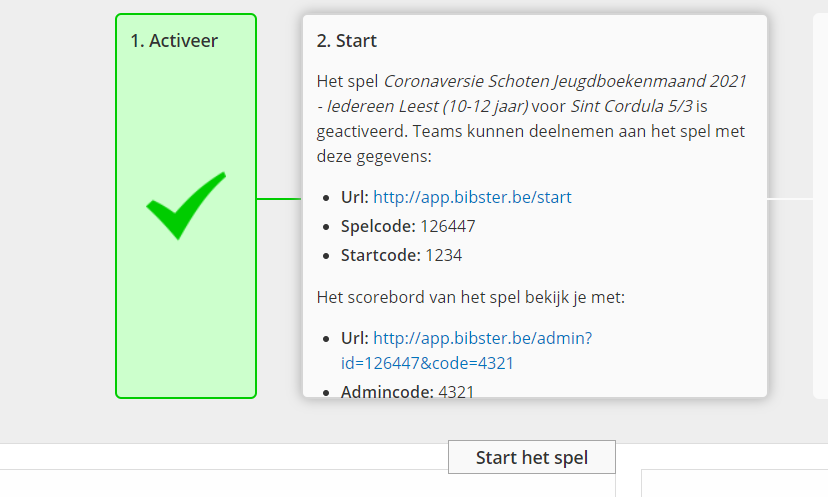 1. Activeer
2. Start
Het spel Coronaversie Schoten Jeugdboekenmaand 2021
- Iedereen Leest (10-12 jaar) voor Sint Cordula 5/3 is
geactiveerd. Teams kunnen deelnemen aan het spel met
deze gegevens:
• Url: http://app.bibster.be/start
• Spelcode: 126447
• Startcode: 1234
Het scorebord van het spel bekijk je met:
• Url: http://app.bibster.be/admin?
id=126447&code=4321
• Admincode: 4321
Start het spel